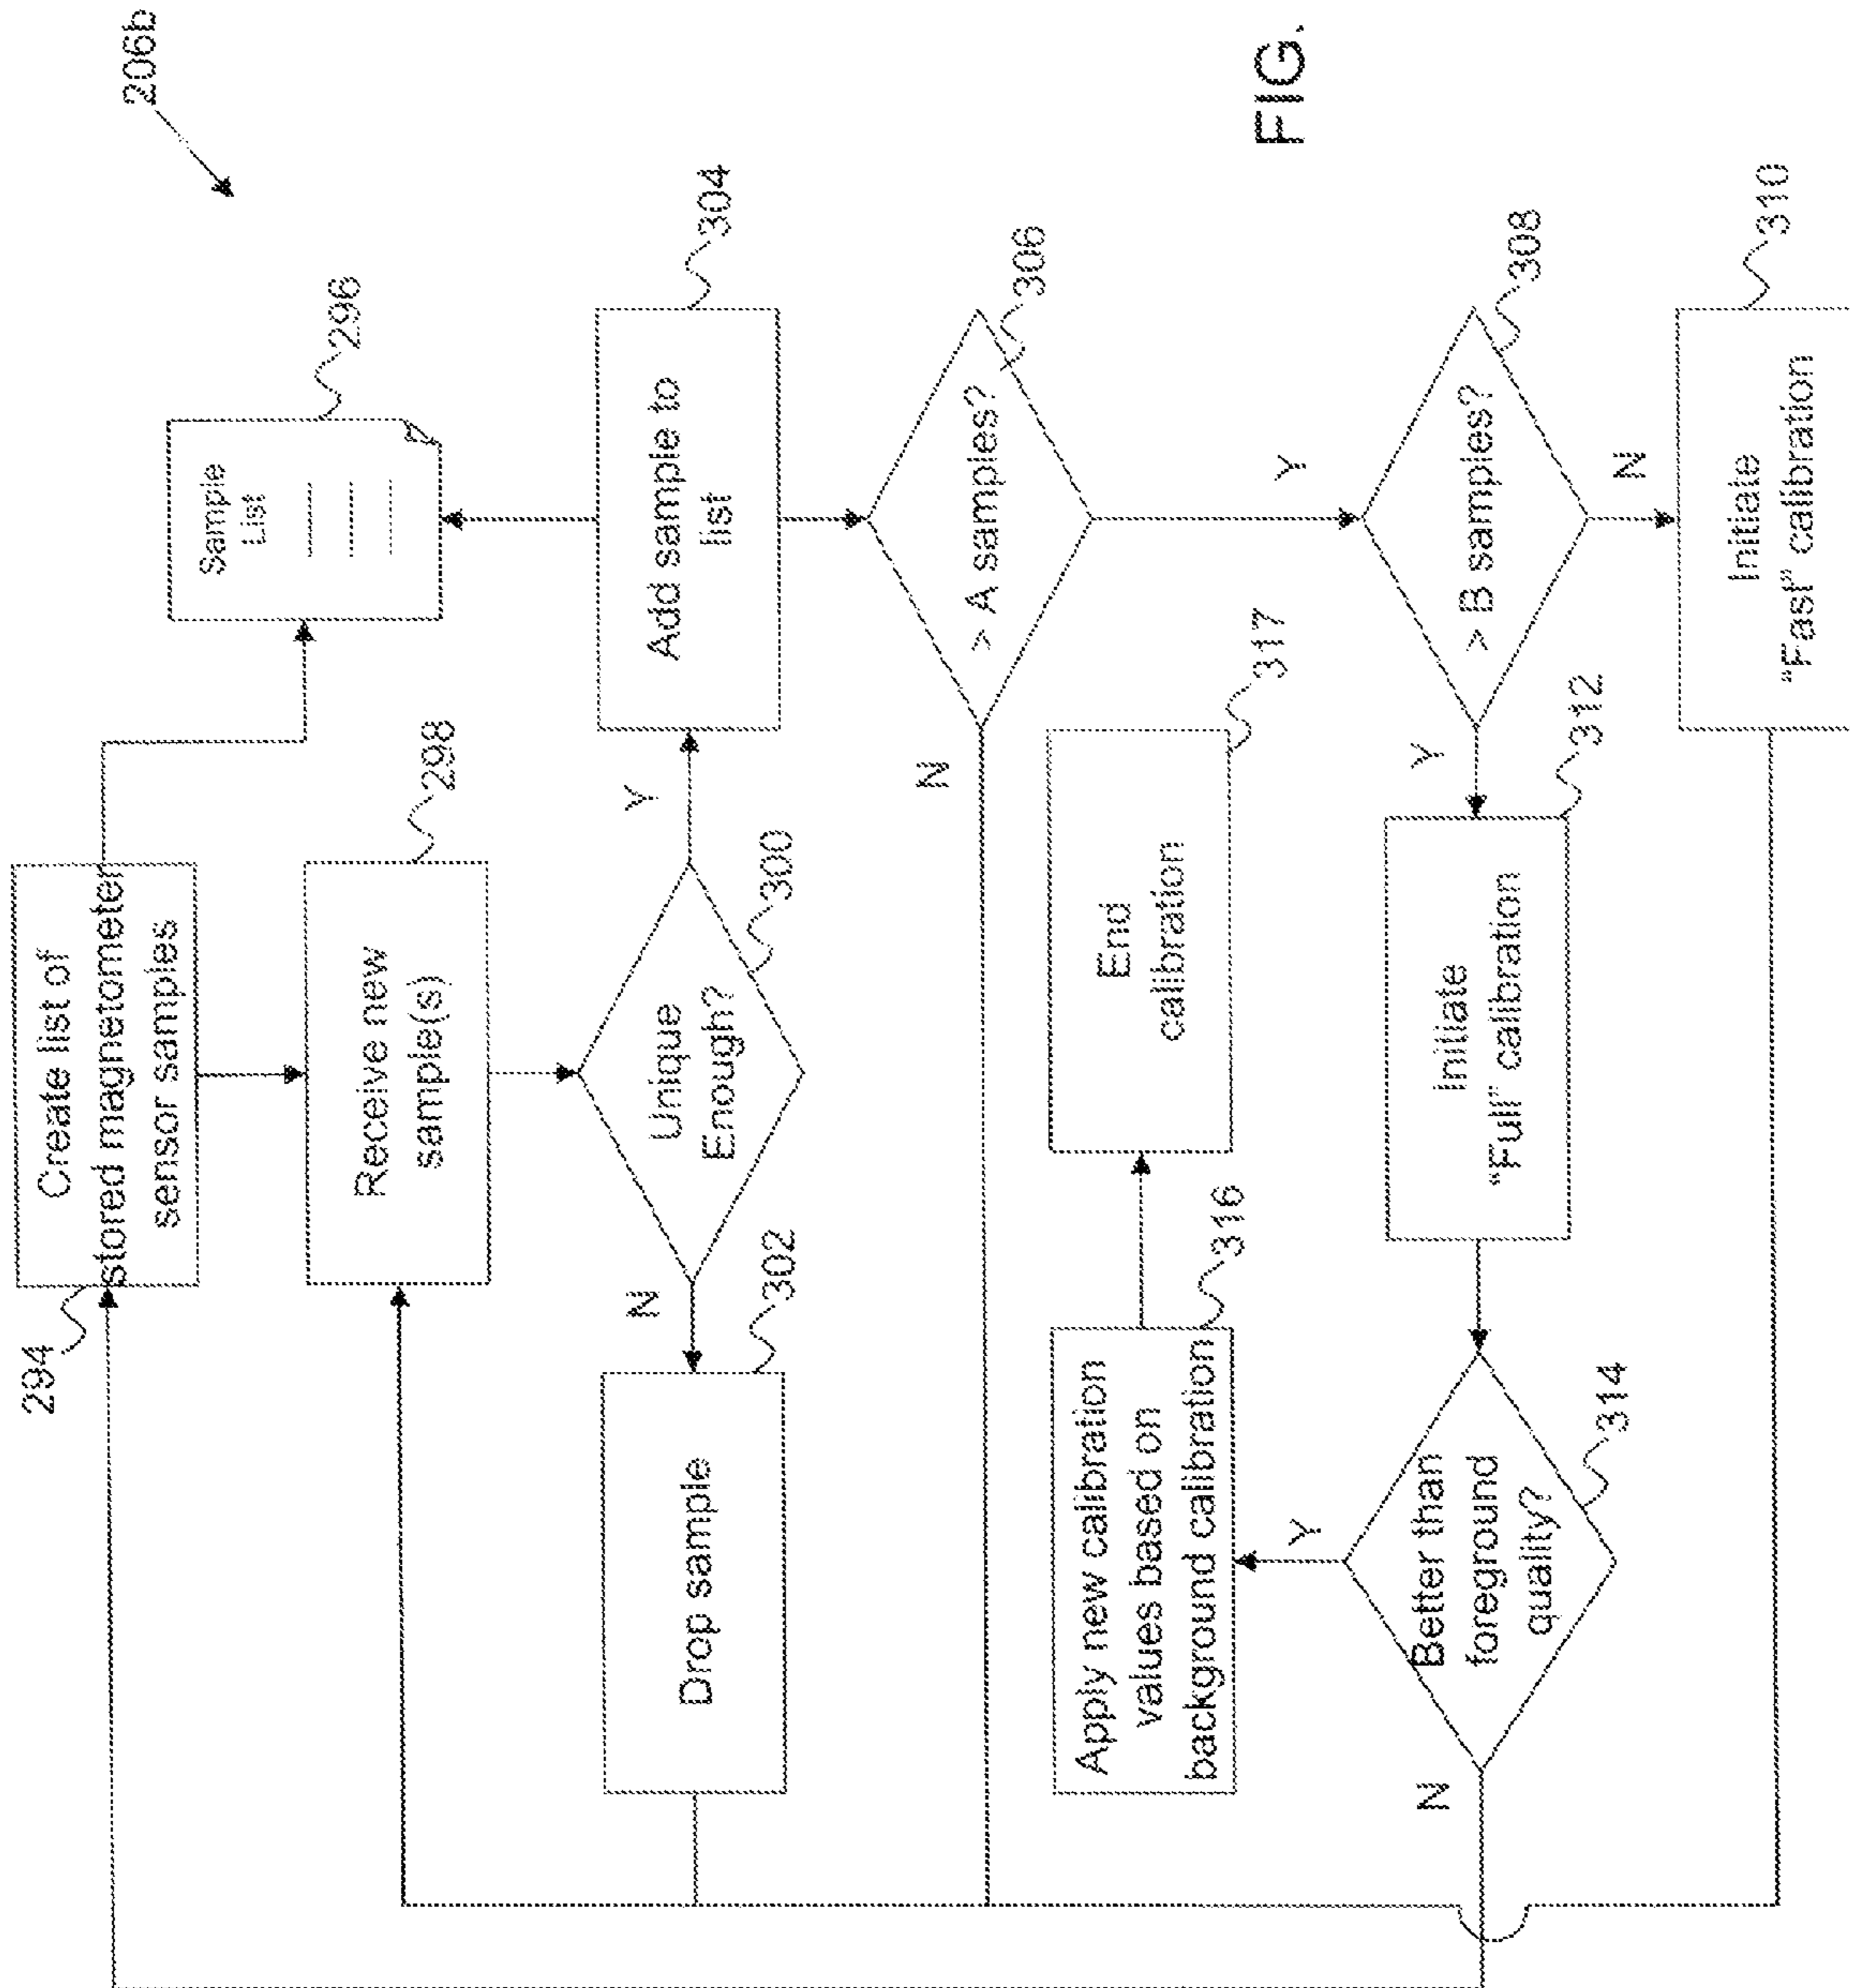 206b
294
Create list of
stored magnetometer
sensor samples
Sample
List
296
298
Receive new
sample(s)
Unique
Enough?
300
N
Y
302
Drop sample
304
Add sample to
list
> A samples?
306
N
Y
> B samples?
308
Y
N
310
Initiate
"Fast" calibration
312
Initiate
"Full" calibration
Better than
foreground
quality?
314
N
Y
316
Apply new calibration
values based on
background calibration
317
End
calibration
FIG.